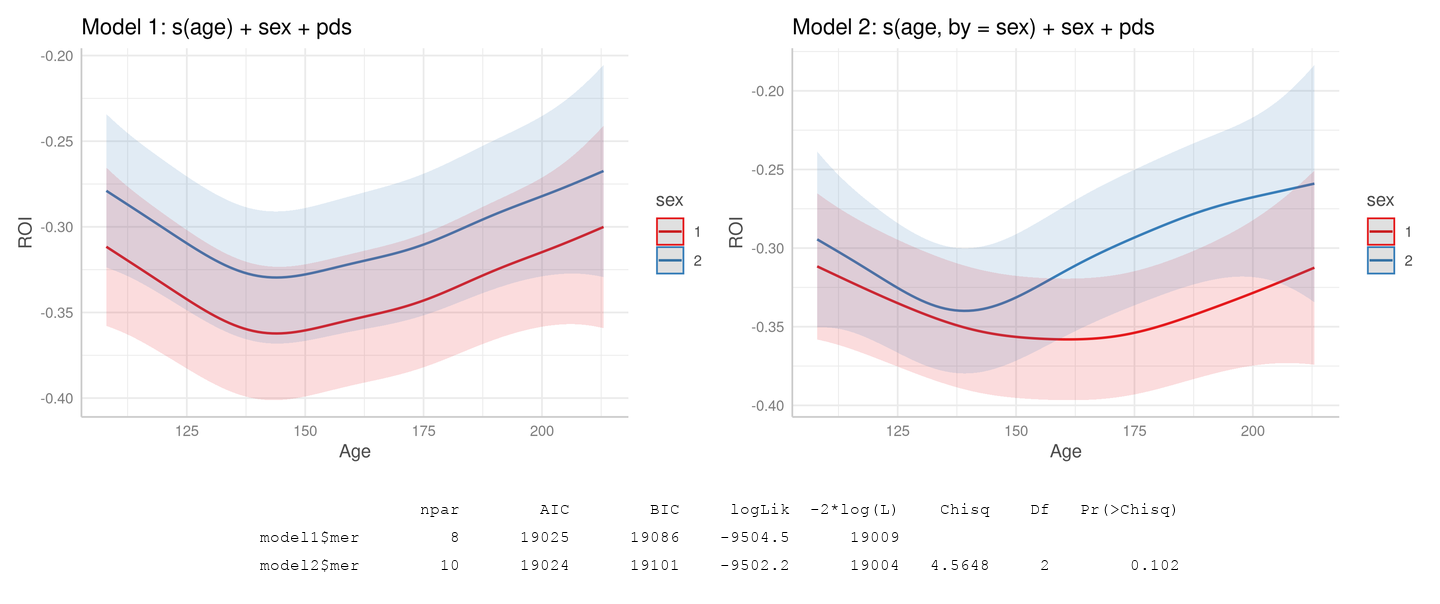 Model 1: s(age) + sex + pds
-0.20
-0.25
-0.30
-0.35
-0.40
ROI
125 150 175 200
Age
sex
1
2
Model 2: s(age, by = sex) + sex + pds
-0.20
-0.25
-0.30
-0.35
-0.40
ROI
125 150 175 200
Age
sex
1
2
npar AIC BIC logLik -2*log(L) Chisq Df Pr(>Chisq)
model1$mer 8 19025 19086 -9504.5 19009
model2$mer 10 19024 19101 -9502.2 19004 4.5648 2 0.102